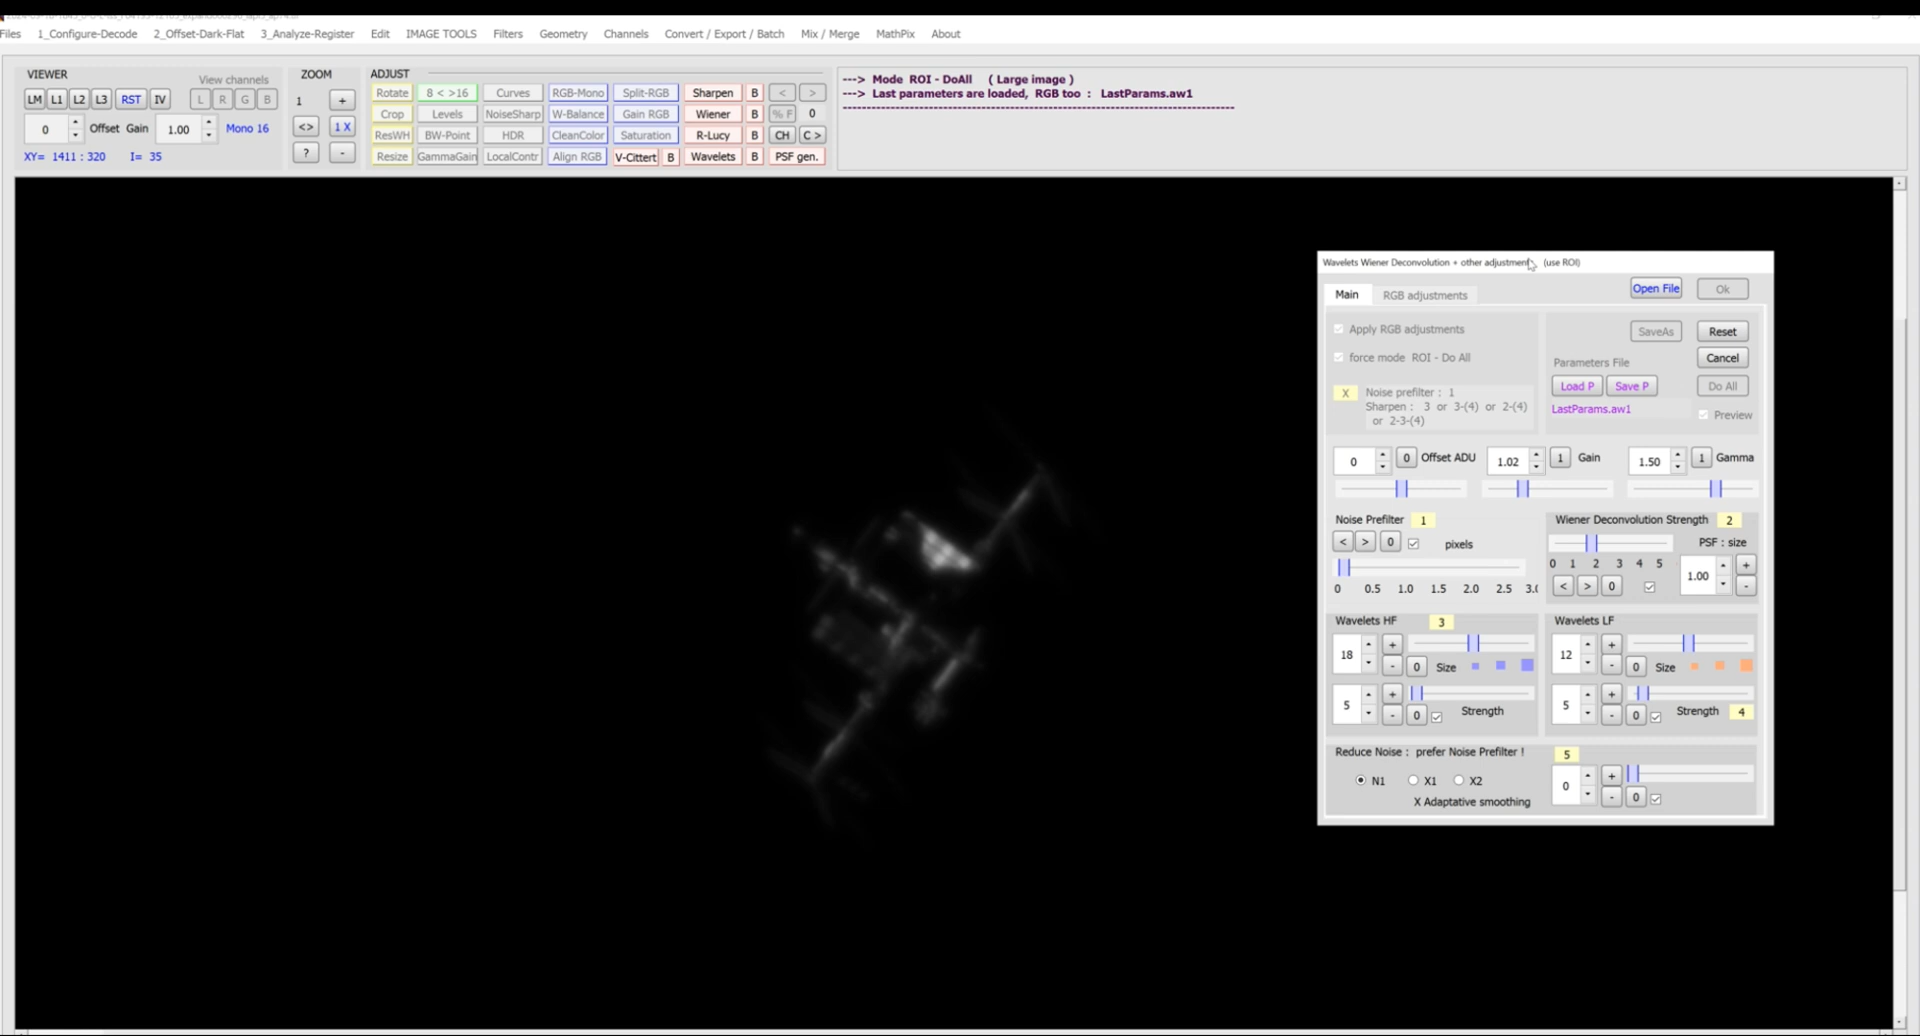 Files 1_Configure-Decode 2_Offset-Dark-Flat 3_Analyze-Register Edit IMAGE TOOLS Filters Geometry Channels Convert / Export / Batch Mix / Merge MathPix About
VIEWER
View channels
LM L1 L2 L3 RST IV L R G B
0 Offset Gain 1.00 Mono 16
XY= 1411 : 320 I= 35
ZOOM
1 +
<> 1 X
? -
ADJUST
Rotate 8 < >16 Curves RGB-Mono Split-RGB Sharpen B < >
Crop Levels NoiseSharp W-Balance Gain RGB Wiener B % F 0
ResWH BW-Point HDR CleanColor Saturation R-Lucy B CH C >
Resize GammaGain LocalContr Align RGB V-Cittert B Wavelets B PSF gen.
---> Mode ROI - DoAll ( Large image )
---> Last parameters are loaded, RGB too : LastParams.aw1
Wavelets Wiener Deconvolution + other adjustment (use ROI)
Main RGB adjustments Open File Ok
Apply RGB adjustments
force mode ROI - Do All
X Noise prefilter : 1
Sharpen : 3 or 3-(4) or 2-(4)
or 2-3-(4)
SaveAs Reset
Parameters File Cancel
Load P Save P Do All
LastParams.aw1 Preview
0 0 Offset ADU 1.02 1 Gain 1.50 1 Gamma
Noise Prefilter 1
< > 0 pixels
0 0.5 1.0 1.5 2.0 2.5 3.0
Wiener Deconvolution Strength 2
PSF : size
0 1 2 3 4 5 1.00 +
< > 0 -
Wavelets HF 3
18 +
- 0 Size
5 +
- 0 Strength
Wavelets LF
12 +
- 0 Size
5 +
- 0 Strength 4
Reduce Noise : prefer Noise Prefilter ! 5
N1 X1 X2
X Adaptative smoothing
0 +
- 0